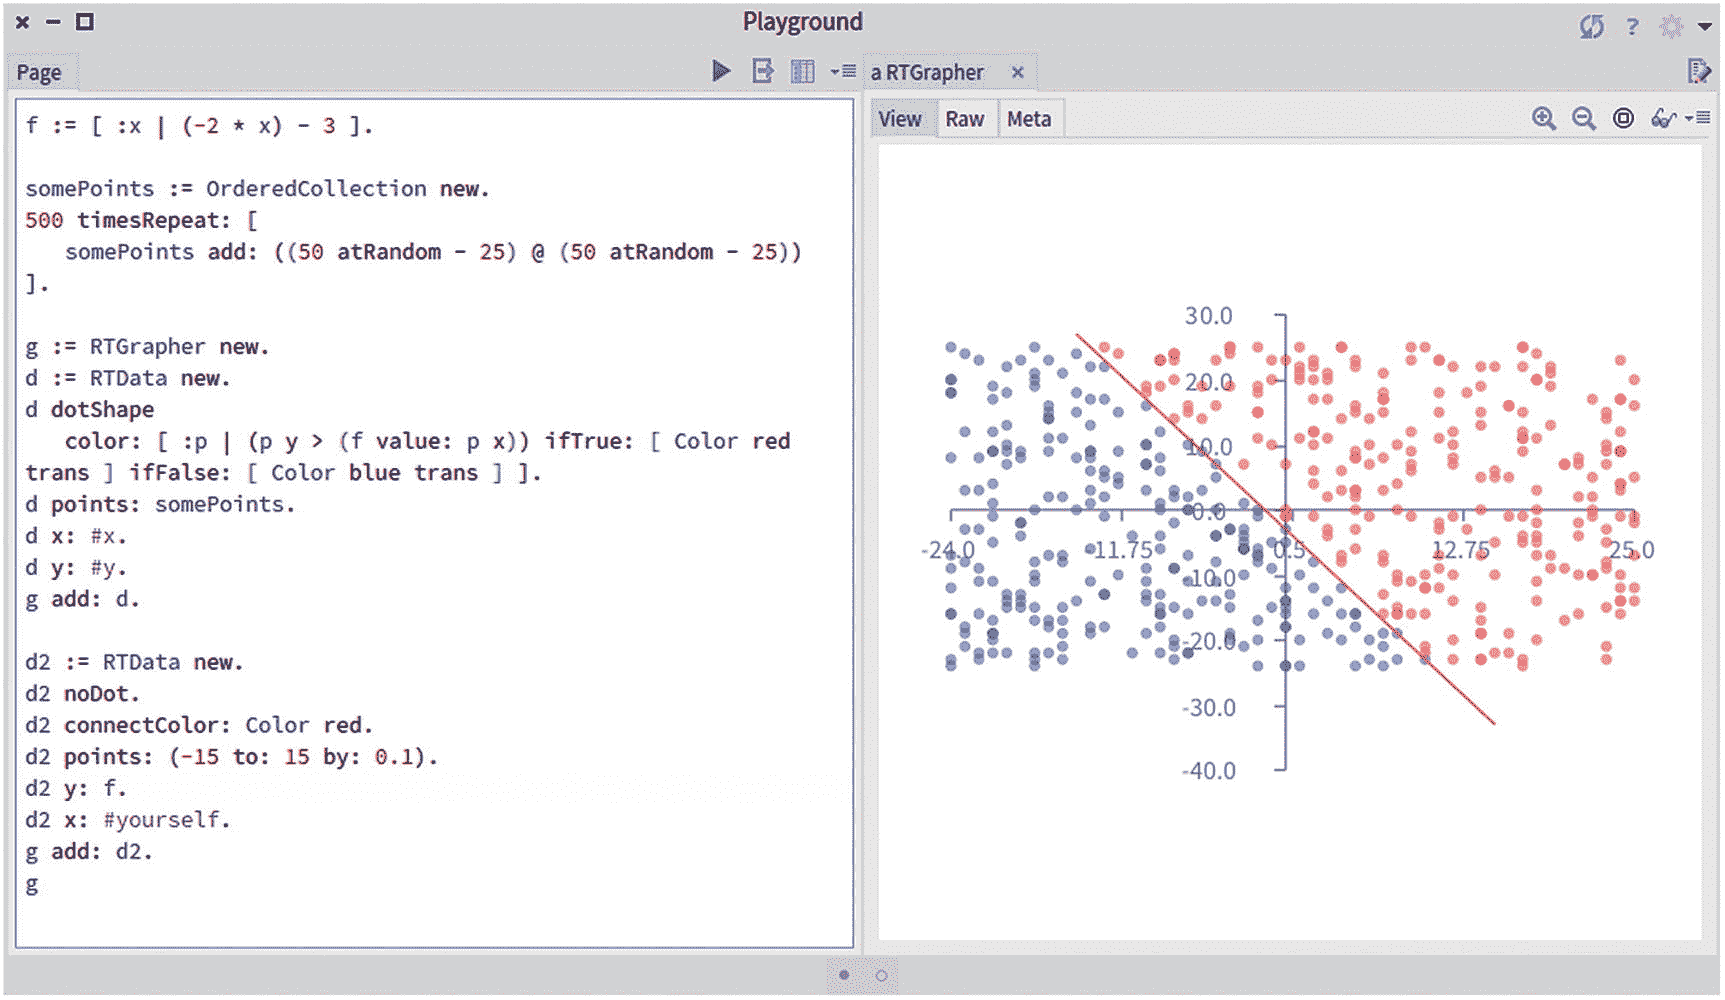 Playground
?
Page
a RTGrapher
View Raw Meta
f := [ :x | (-2 * x) - 3 ].
somePoints := OrderedCollection new.
500 timesRepeat: [
somePoints add: ((50 atRandom - 25) @ (50 atRandom - 25))
].
g := RTGrapher new.
d := RTData new.
d dotShape
color: [ :p | (p y > (f value: p x)) ifTrue: [ Color red
trans ] ifFalse: [ Color blue trans ] ].
d points: somePoints.
d x: #x.
d y: #y.
g add: d.
d2 := RTData new.
d2 noDot.
d2 connectColor: Color red.
d2 points: (-15 to: 15 by: 0.1).
d2 y: f.
d2 x: #yourself.
g add: d2.
g
30.0
20.0
10.0
0.0
-24.0 -11.75 0.5 12.75 25.0
-10.0
-20.0
-30.0
-40.0